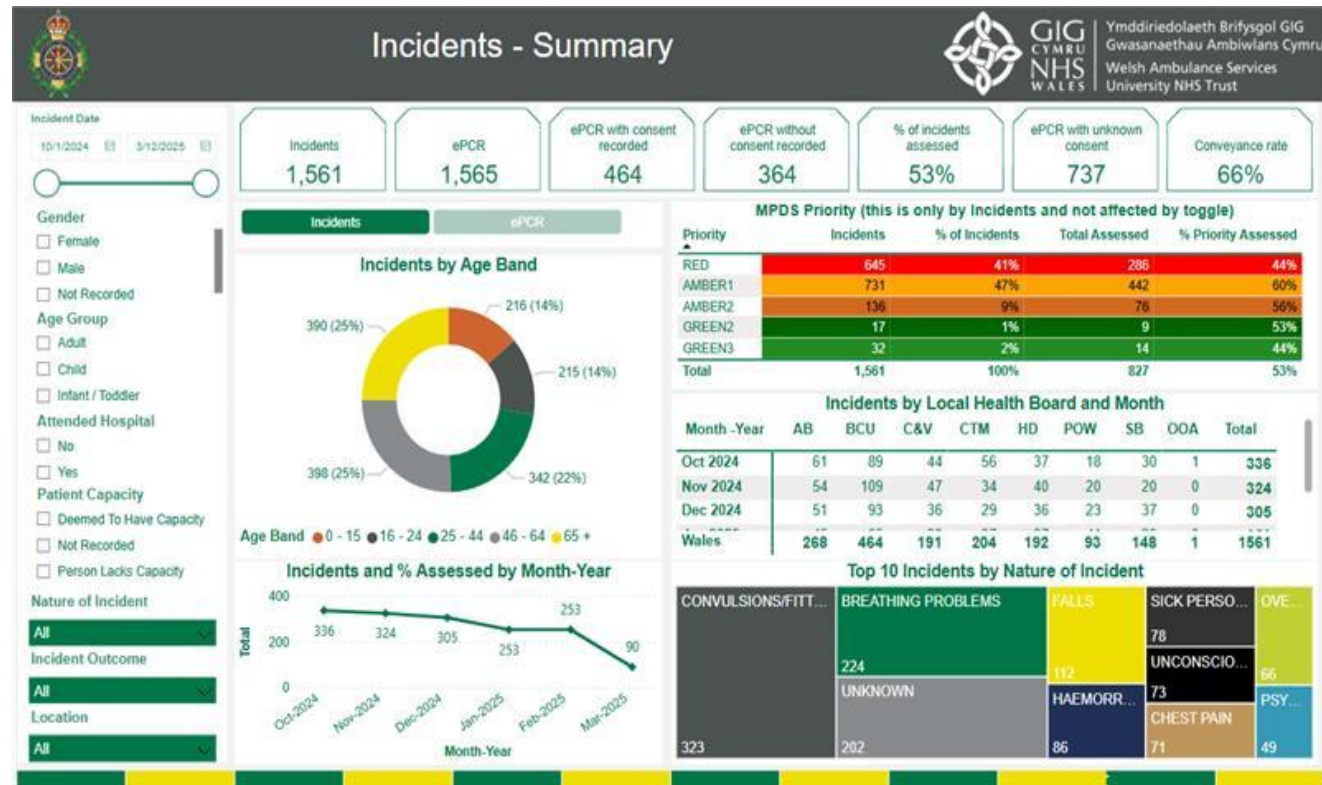 Incidents - Summary
GIG
CYMRU
NHS
WALES
Ymddiriedolaeth Brifysgol GIG
Gwasanaethau Ambiwlans Cymru
Welsh Ambulance Services
University NHS Trust
Incident Date
10/1/2024 3/12/2025
Gender
Female
Male
Not Recorded
Age Group
Adult
Child
Infant / Toddler
Attended Hospital
No
Yes
Patient Capacity
Deemed To Have Capacity
Not Recorded
Person Lacks Capacity
Nature of Incident
All
Incident Outcome
All
Location
All
Incidents
1,561
ePCR
1,565
ePCR with consent
recorded
464
ePCR without
consent recorded
364
% of incidents
assessed
53%
ePCR with unknown
consent
737
Conveyance rate
66%
Incidents ePCR
Incidents by Age Band
216 (14%)
215 (14%)
342 (22%)
398 (25%)
390 (25%)
Age Band 0 - 15 16 - 24 25 - 44 46 - 64 65 +
Incidents and % Assessed by Month-Year
Total
400
200
0
336 324 305 253 253 90
Oct-2024 Nov-2024 Dec-2024 Jan-2025 Feb-2025 Mar-2025
Month-Year
MPDS Priority (this is only by Incidents and not affected by toggle)
Priority Incidents % of Incidents Total Assessed % Priority Assessed
RED 645 41% 286 44%
AMBER1 731 47% 442 60%
AMBER2 136 9% 76 56%
GREEN2 17 1% 9 53%
GREEN3 32 2% 14 44%
Total 1,561 100% 827 53%
Incidents by Local Health Board and Month
Month -Year AB BCU C&V CTM HD POW SB OOA Total
Oct 2024 61 89 44 56 37 18 30 1 336
Nov 2024 54 109 47 34 40 20 20 0 324
Dec 2024 51 93 36 29 36 23 37 0 305
Wales 268 464 191 204 192 93 148 1 1561
Top 10 Incidents by Nature of Incident
CONVULSIONS/FITT...
323
BREATHING PROBLEMS
224
UNKNOWN
202
FALLS
112
HAEMORR...
86
SICK PERSO...
78
UNCONSCIO...
73
CHEST PAIN
71
OVE...
66
PSY...
49